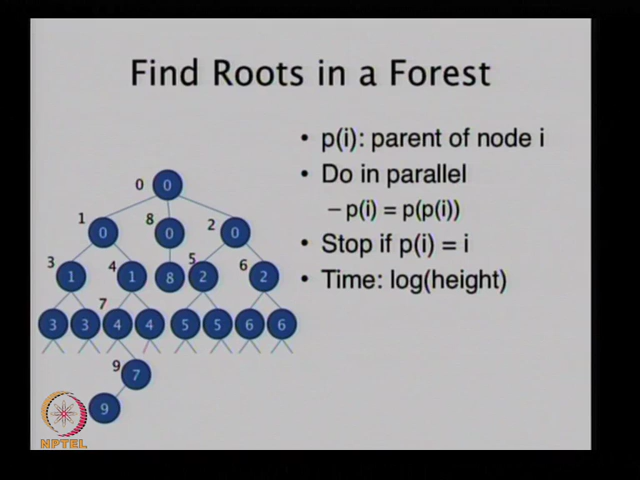 Find Roots in a Forest
• p(i): parent of node i
• Do in parallel
– p(i) = p(p(i))
• Stop if p(i) = i
• Time: log(height)
0 0
1 0 8 0 2 0
3 1 4 1 8 5 2 6 2
7
3 3 4 4 5 5 6 6
9 7
9
NPTEL